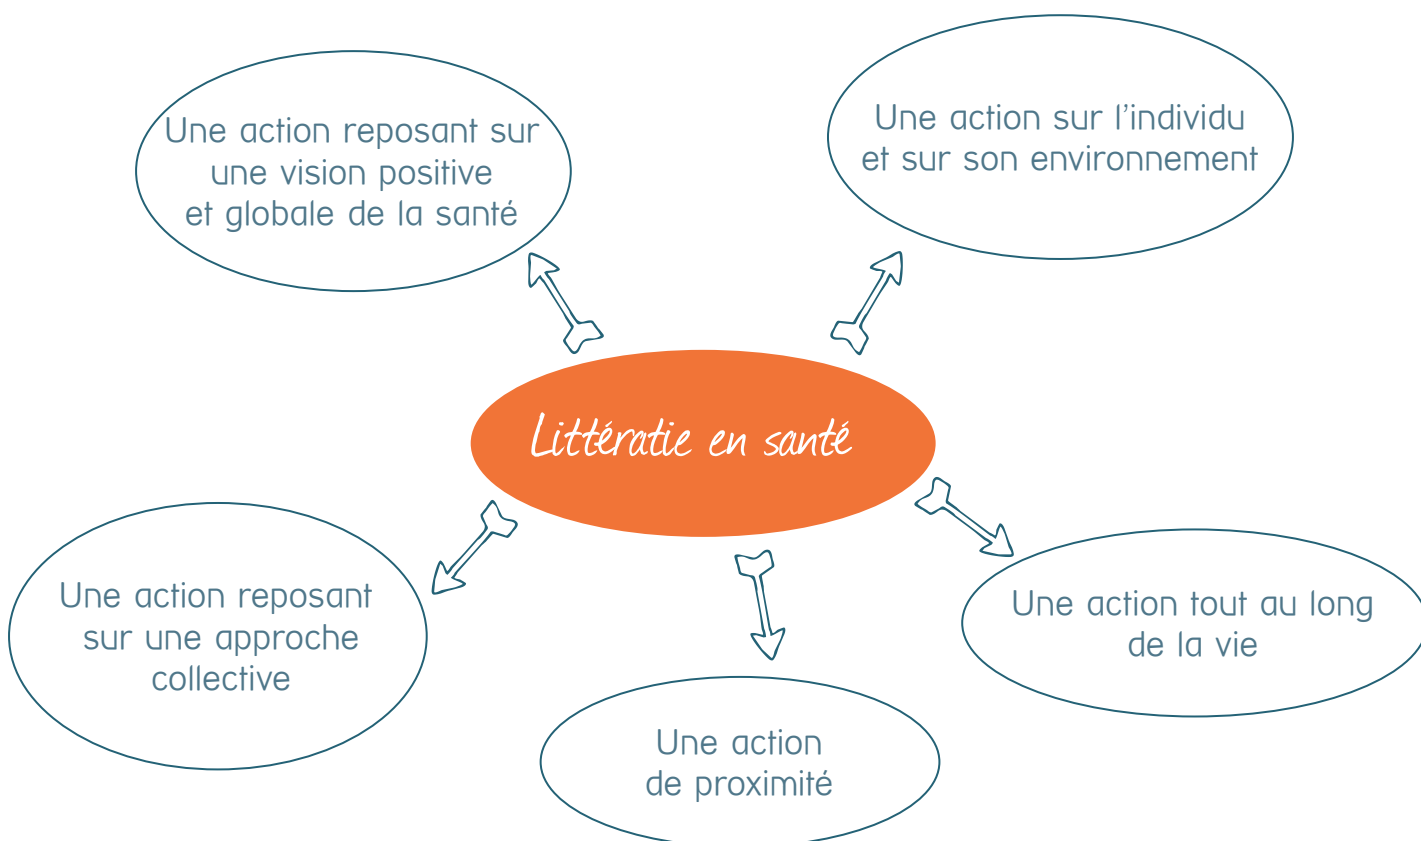 Une action reposant sur
une vision positive
et globale de la santé
Une action sur l’individu
et sur son environnement
Littératie en santé
Une action reposant
sur une approche
collective
Une action tout au long
de la vie
Une action
de proximité